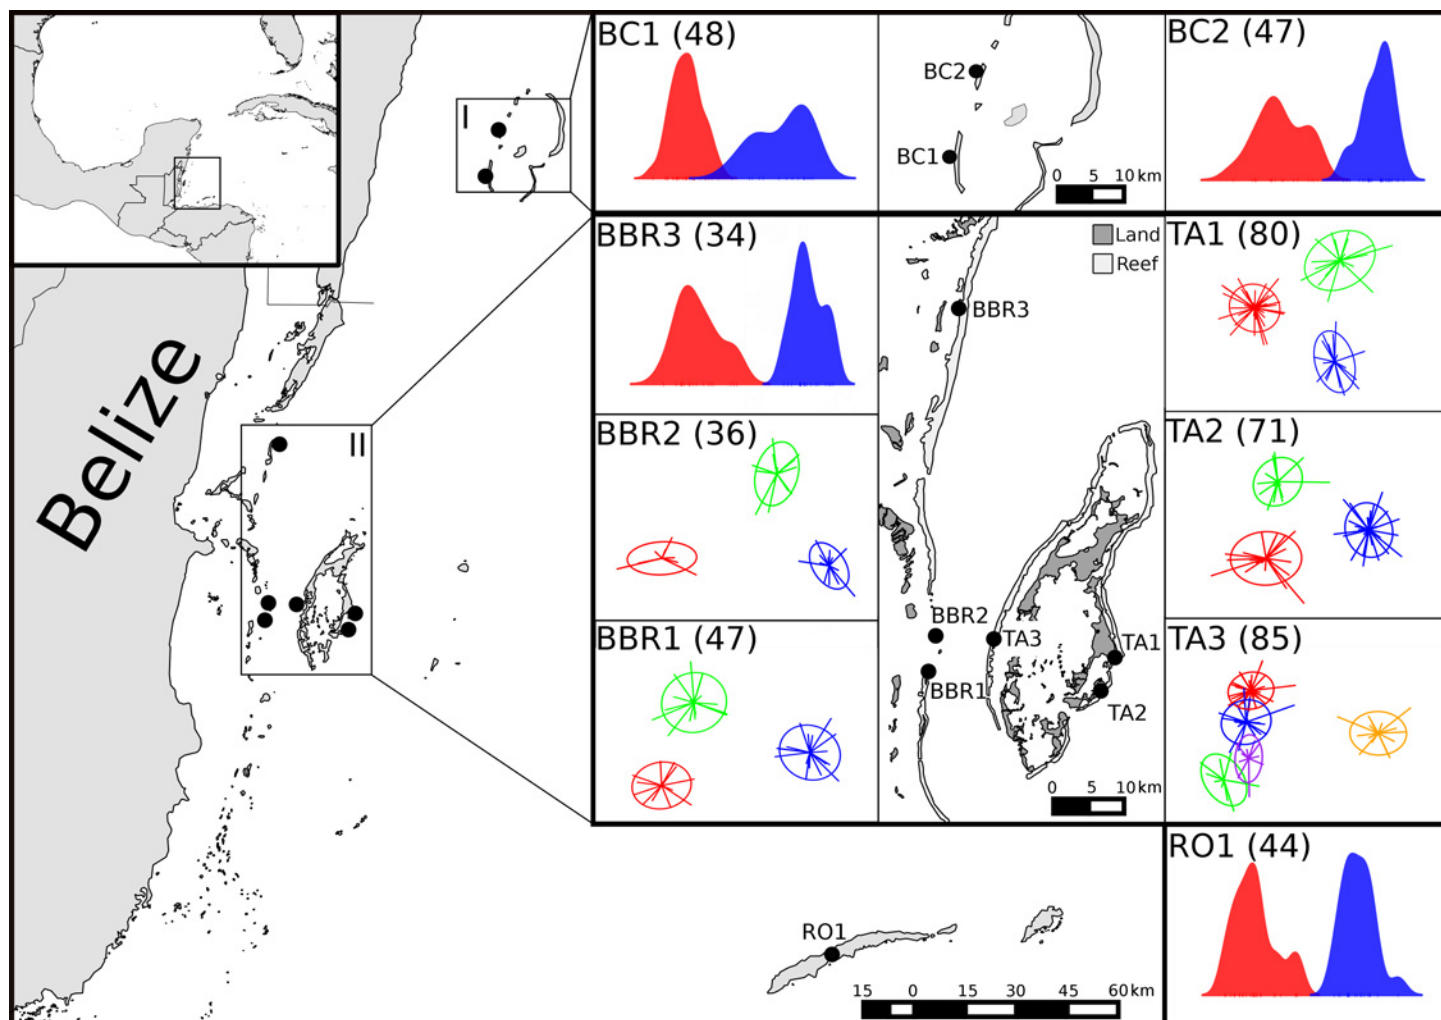 BC1 (48)
BC2
BC1
0 5 10 km
BC2 (47)
I
BBR3 (34)
Land
Reef
BBR3
TA1 (80)
Belize
II
BBR2 (36)
TA2 (71)
BBR1 (47)
BBR2
TA3
TA1
BBR1
TA2
0 5 10 km
TA3 (85)
RO1
15 0 15 30 45 60 km
RO1 (44)